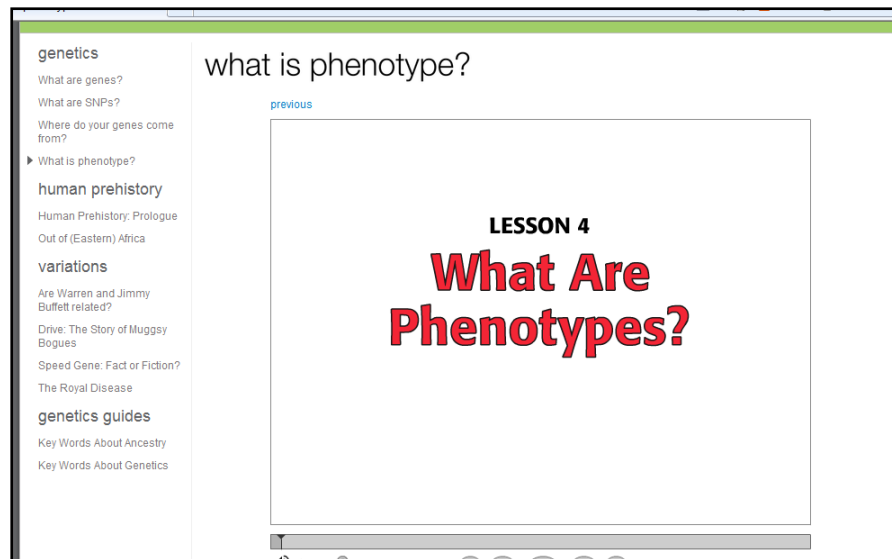 genetics
What are genes?
What are SNPs?
Where do your genes come
from?
What is phenotype?
human prehistory
Human Prehistory: Prologue
Out of (Eastern) Africa
variations
Are Warren and Jimmy
Buffett related?
Drive: The Story of Muggsy
Bogues
Speed Gene: Fact or Fiction?
The Royal Disease
genetics guides
Key Words About Ancestry
Key Words About Genetics
what is phenotype?
previous
LESSON 4
What Are
Phenotypes?